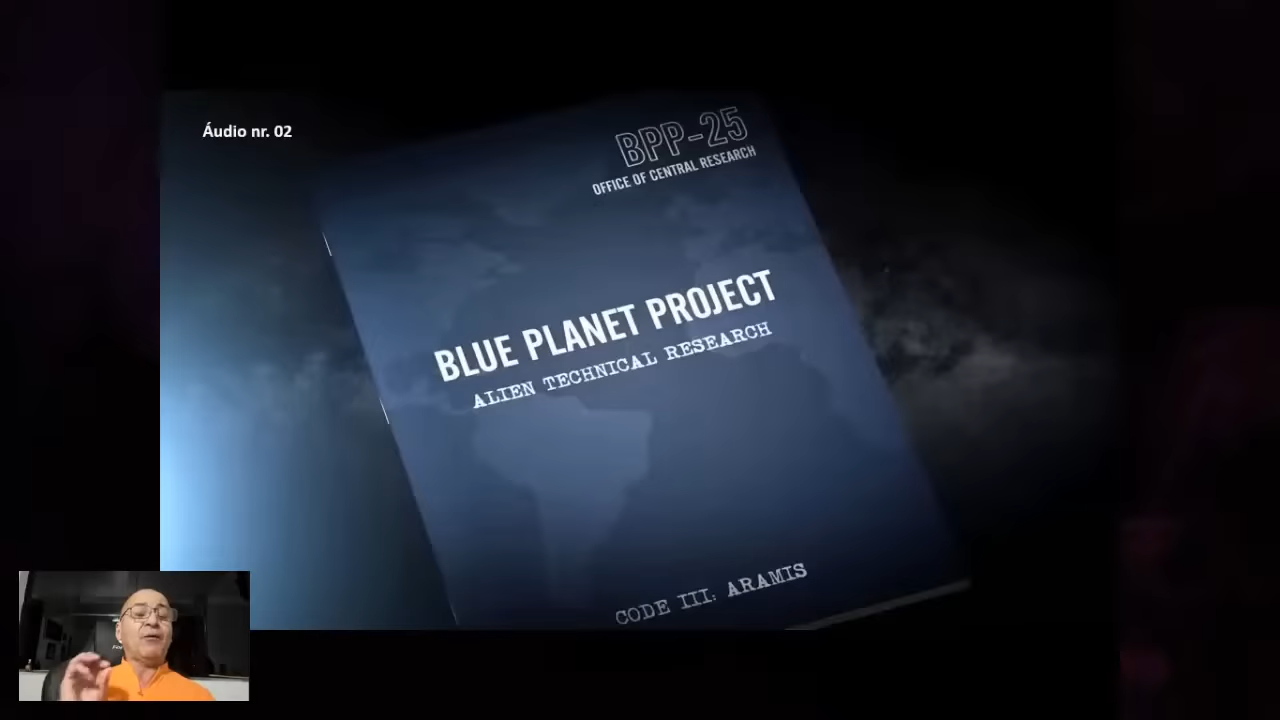 Áudio nr. 02
BPP-25
OFFICE OF CENTRAL RESEARCH
BLUE PLANET PROJECT
ALIEN TECHNICAL RESEARCH
CODE III: ARAMIS